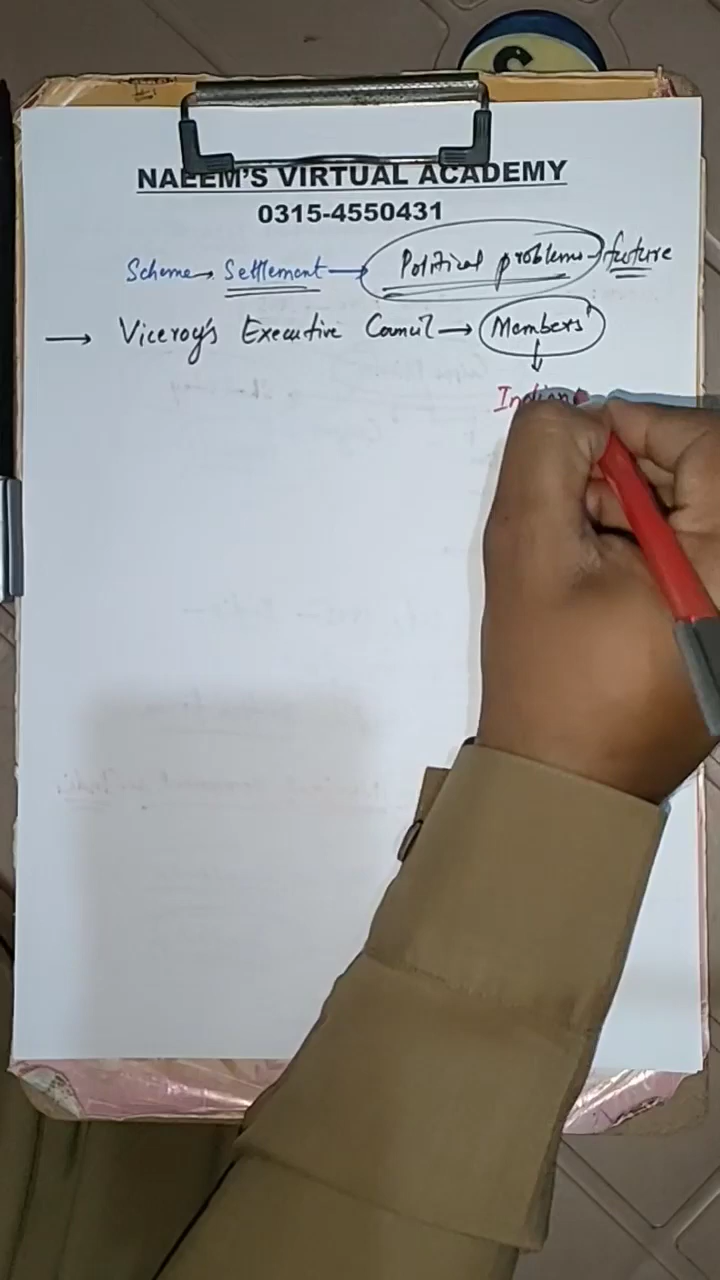 NAEEM'S VIRTUAL ACADEMY
0315-4550431
Scheme → Settlement → Political problems → future
→ Viceroy's Executive Council → Members'
Indian